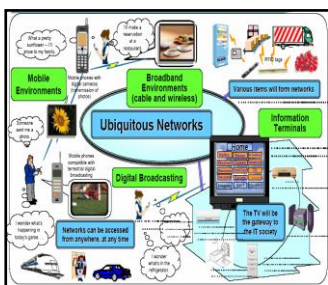 What a pretty
sunflower – I'll
show to my family.
I'll make a
reservation
at a
restaurant.
RFID tags
Mobile
Environments
Mobile phones with
digital cameras
(transmission of
photos)
Broadband
Environments
(cable and wireless)
Various items will form networks
Ubiquitous Networks
Information
Terminals
Someone
sent me a
photo
Home
Mobile phones
compatible with
terrestrial digital
broadcasting
Digital Broadcasting
I wonder
what's
happening in
today's game.
Networks can be accessed
from anywhere, at any time
I wonder
what's in the
refrigerator
The TV will be
the gateway to
the IT society